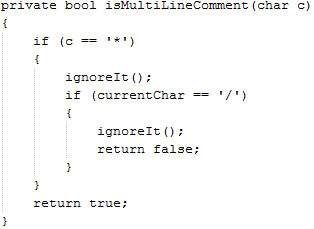 private bool isMultiLineComment(char c)
{
    if (c == '*')
    {
        ignoreIt();
        if (currentChar == '/')
        {
            ignoreIt();
            return false;
        }
    }
    return true;
}